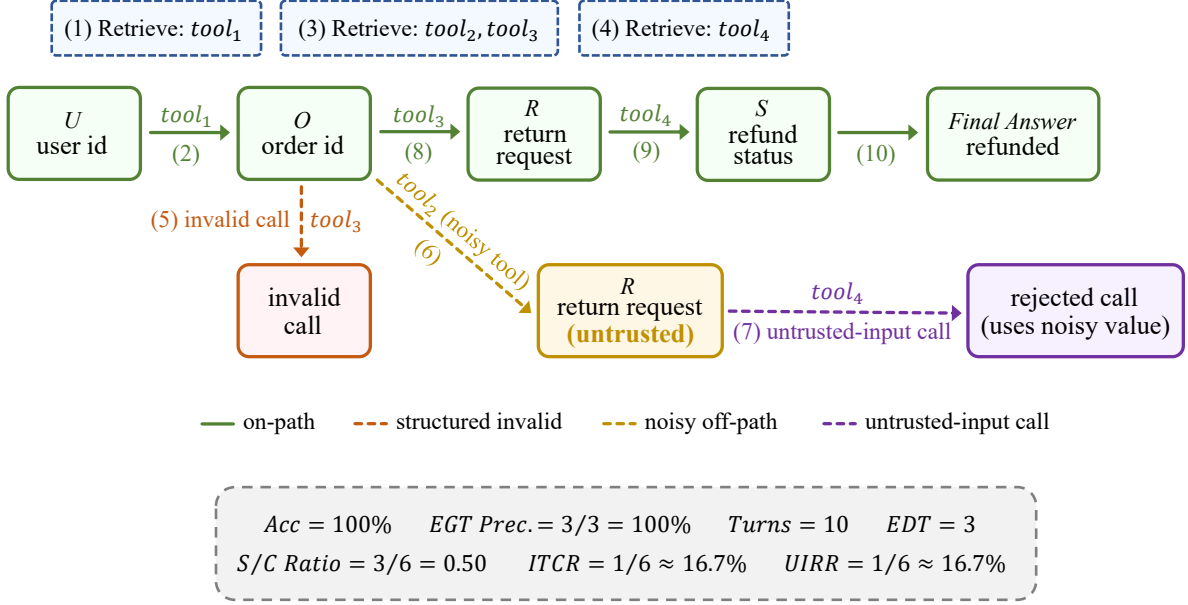 (1) Retrieve: tool₁
(3) Retrieve: tool₂, tool₃
(4) Retrieve: tool₄
U
user id
tool₁
(2)
O
order id
tool₃
(8)
R
return
request
tool₄
(9)
S
refund
status
(10)
Final Answer
refunded
(5) invalid call
tool₃
tool₂ (noisy tool)
(6)
invalid
call
R
return request
(untrusted)
tool₄
(7) untrusted-input call
rejected call
(uses noisy value)
on-path
structured invalid
noisy off-path
untrusted-input call
Acc = 100% EGT Prec. = 3/3 = 100% Turns = 10 EDT = 3
S/C Ratio = 3/6 = 0.50 ITCR = 1/6 ≈ 16.7% UIRR = 1/6 ≈ 16.7%